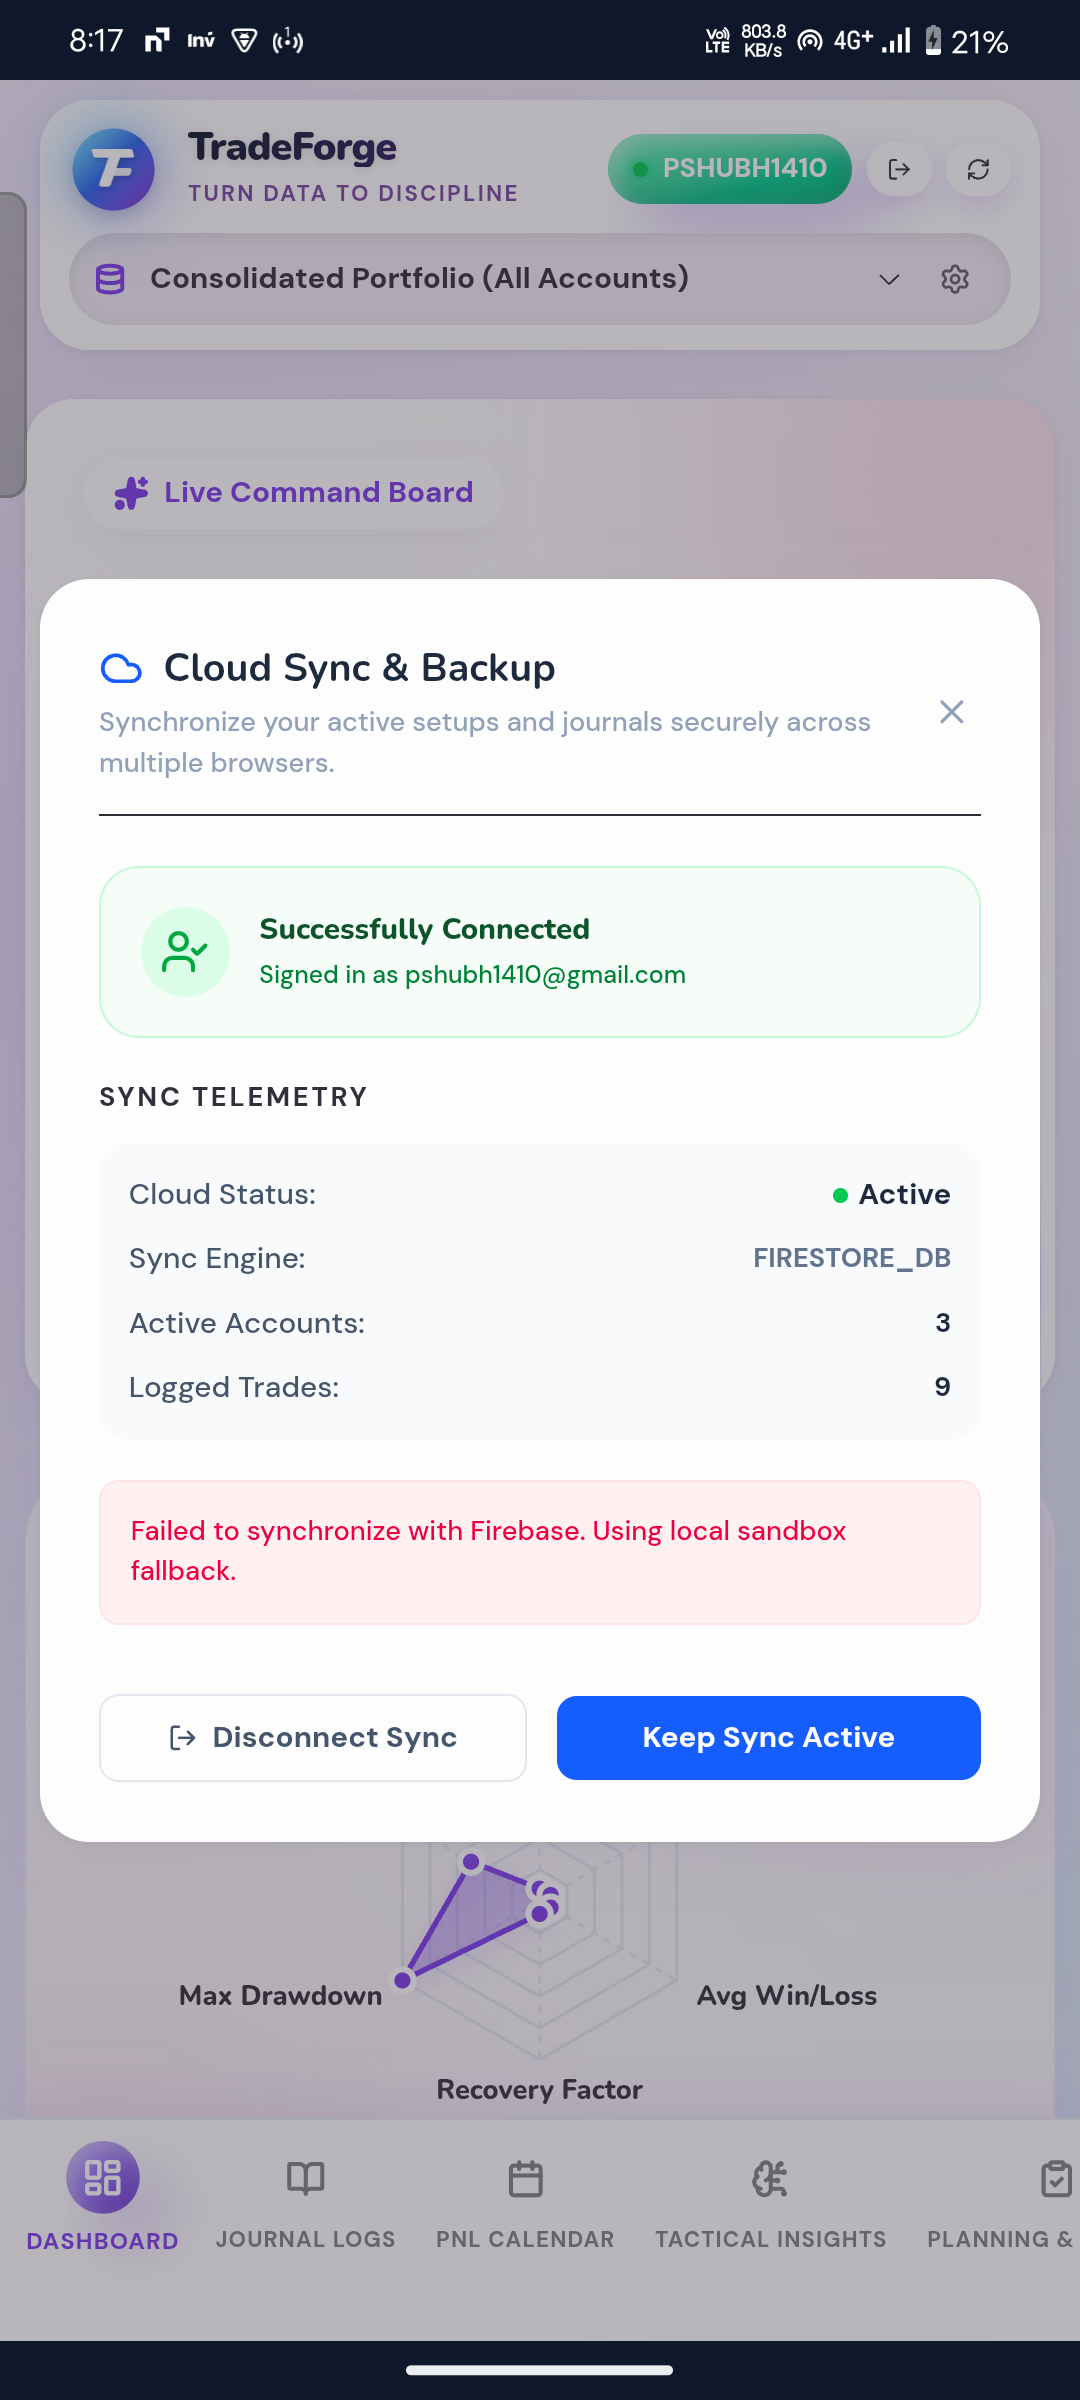 8:17
Inv
Vo)) LTE
803.8 KB/s
4G+
21%
TradeForge
TURN DATA TO DISCIPLINE
PSHUBH1410
Consolidated Portfolio (All Accounts)
Live Command Board
Cloud Sync & Backup
Synchronize your active setups and journals securely across
multiple browsers.
Successfully Connected
Signed in as pshubh1410@gmail.com
SYNC TELEMETRY
Cloud Status: Active
Sync Engine: FIRESTORE_DB
Active Accounts: 3
Logged Trades: 9
Failed to synchronize with Firebase. Using local sandbox
fallback.
Disconnect Sync
Keep Sync Active
Max Drawdown
Avg Win/Loss
Recovery Factor
DASHBOARD
JOURNAL LOGS
PNL CALENDAR
TACTICAL INSIGHTS
PLANNING &